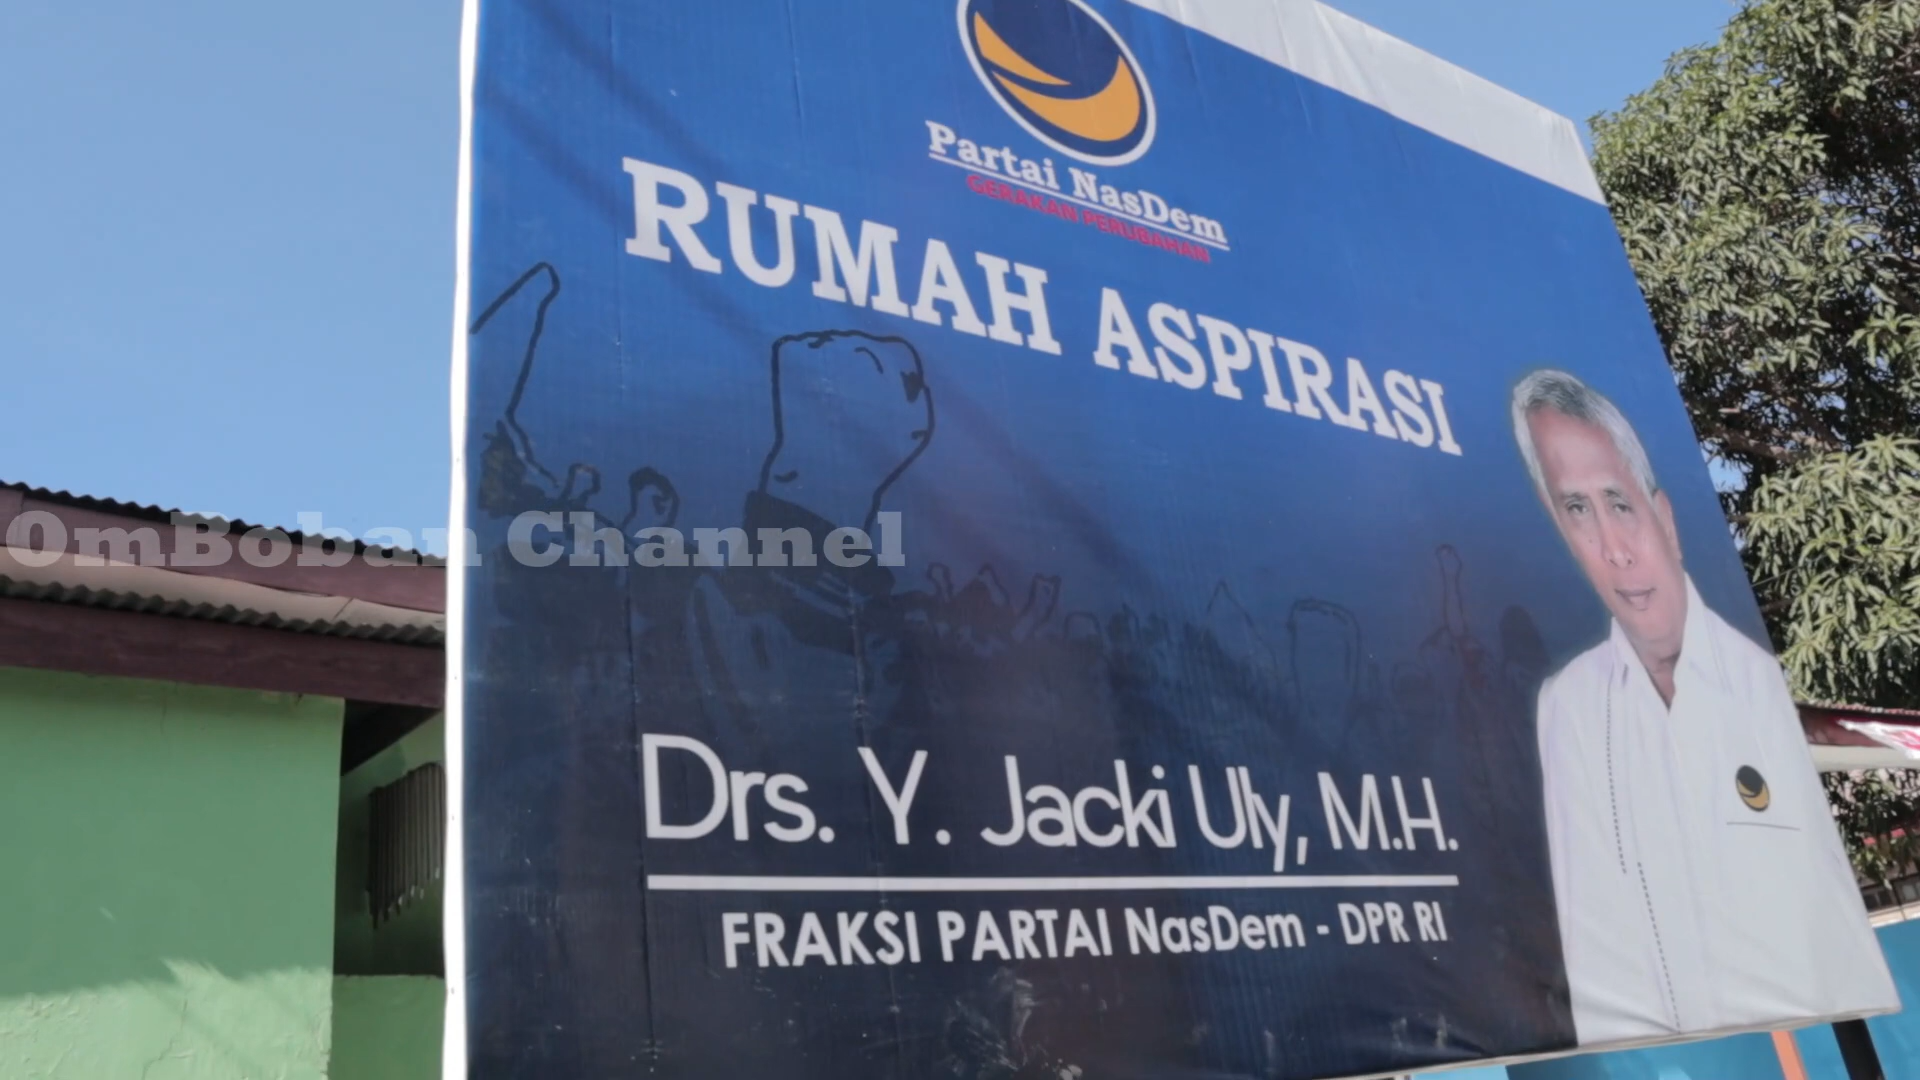 Partai NasDem
GERAKAN PERUBAHAN
RUMAH ASPIRASI
OmBoban Channel
Drs. Y. Jacki Uly, M.H.
FRAKSI PARTAI NasDem - DPR RI